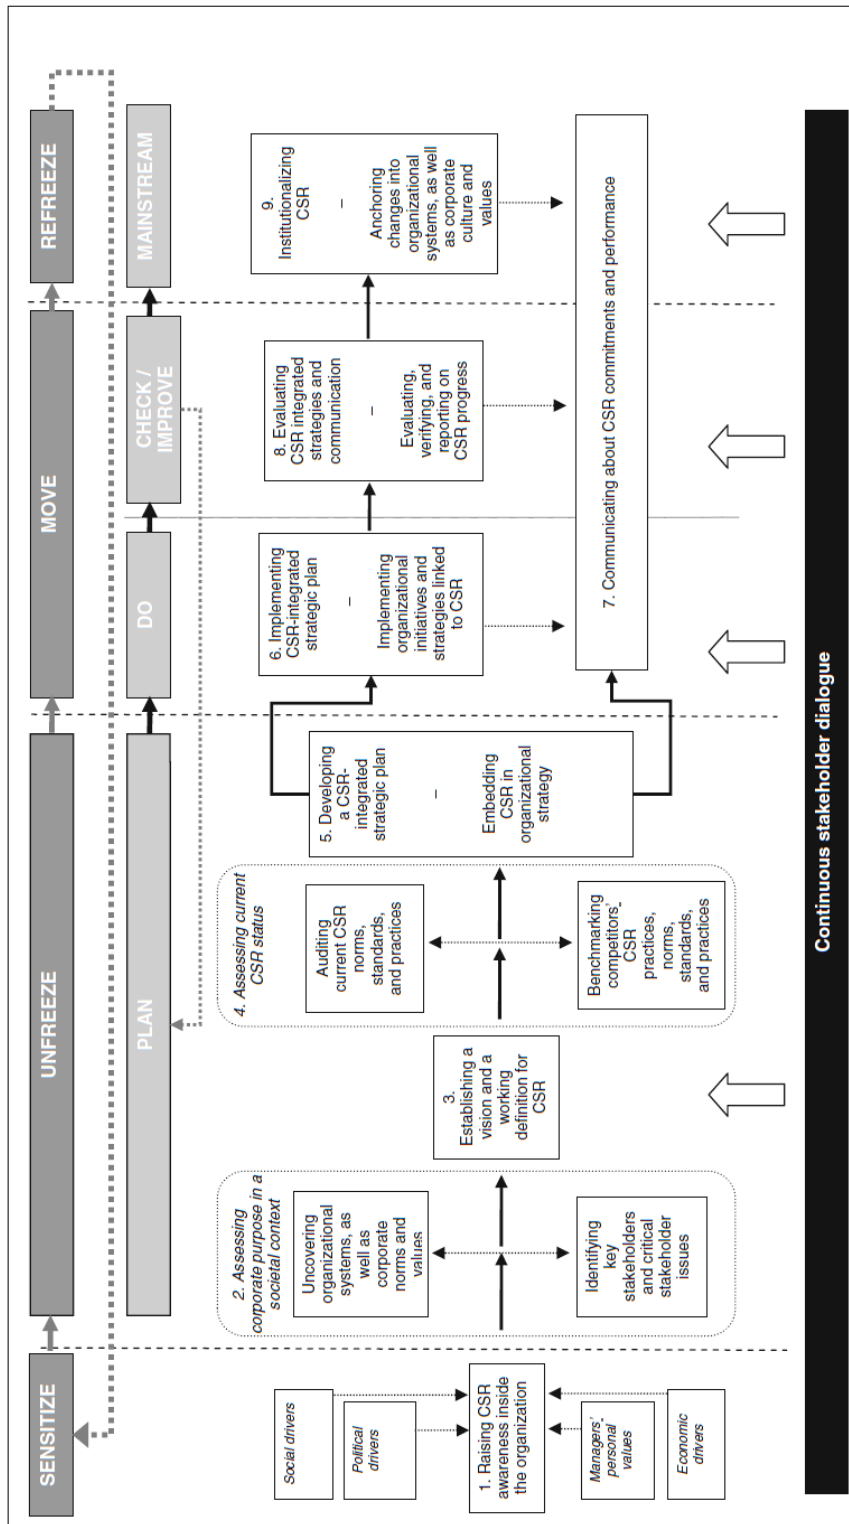 SENSITIZE
UNFREEZE
MOVE
REFREEZE
PLAN
DO
CHECK /
IMPROVE
MAINSTREAM
Social drivers
Political
drivers
1. Raising CSR
awareness inside
the organization
Managers'
personal
values
Economic
drivers
2. Assessing
corporate purpose in a
societal context
Uncovering
organizational
systems, as
well as
corporate
norms and
values
Identifying
key
stakeholders
and critical
stakeholder
issues
3.
Establishing a
vision and a
working
definition for
CSR
4. Assessing current
CSR status
Auditing
current CSR
norms,
standards,
and practices
Benchmarking
competitors'
CSR
practices,
norms,
standards,
and practices
5. Developing
a CSR-
integrated
strategic plan
–
Embedding
CSR in
organizational
strategy
6. Implementing
CSR-integrated
strategic plan
–
Implementing
organizational
initiatives and
strategies linked
to CSR
8. Evaluating
CSR integrated
strategies and
communication
–
Evaluating,
verifying, and
reporting on
CSR progress
9.
Institutionalizing
CSR
–
Anchoring
changes into
organizational
systems, as well
as corporate
culture and
values
7. Communicating about CSR commitments and performance
Continuous stakeholder dialogue